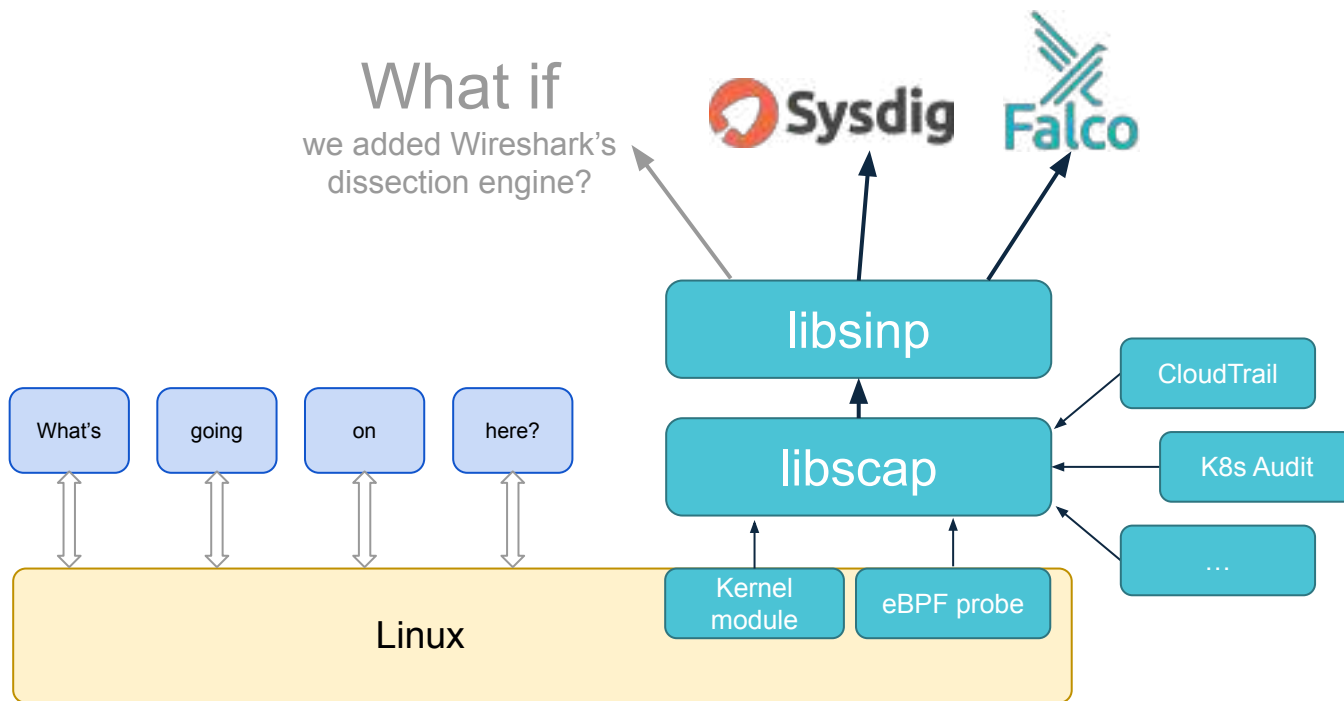 What if
we added Wireshark's
dissection engine?
Sysdig
Falco
libsinp
CloudTrail
What's
going
on
here?
libscap
K8s Audit
…
Kernel
module
eBPF probe
Linux